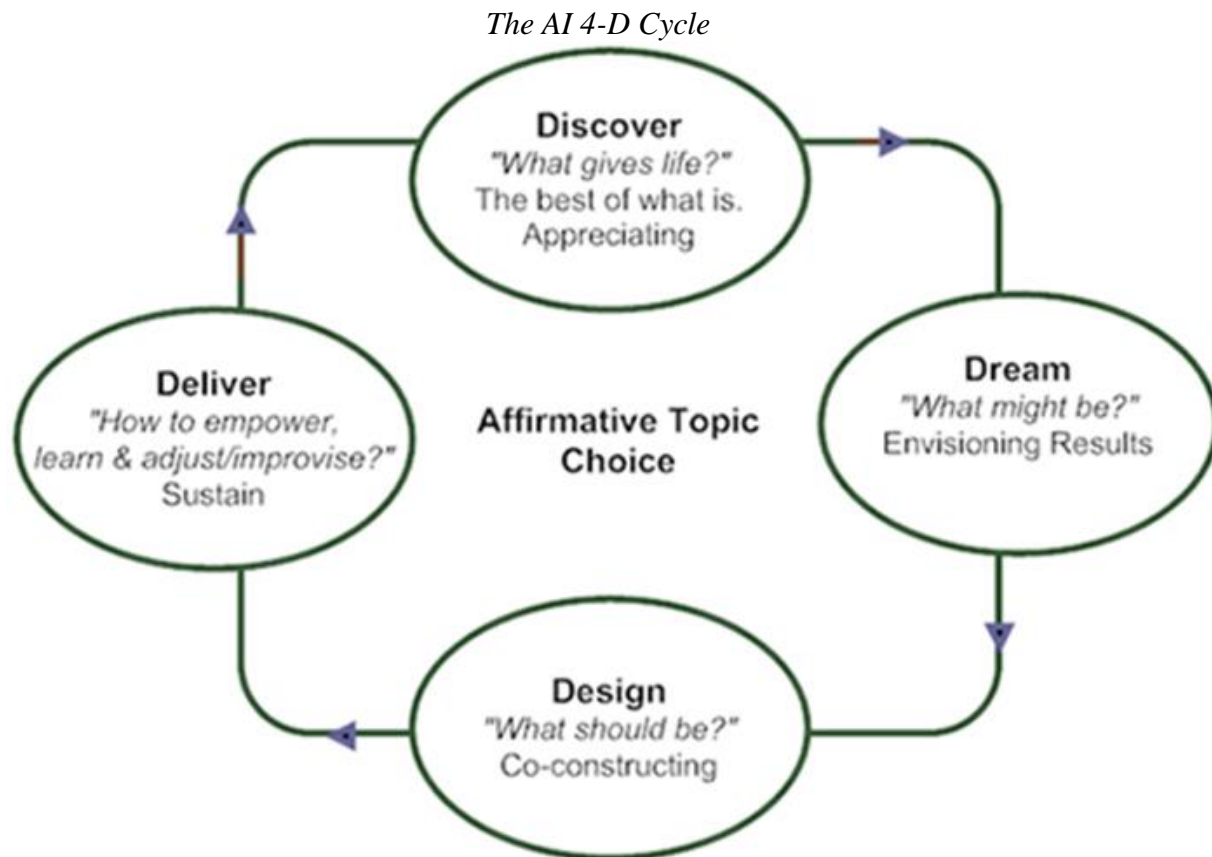 The AI 4-D Cycle
Discover
"What gives life?"
The best of what is.
Appreciating
Dream
"What might be?"
Envisioning Results
Design
"What should be?"
Co-constructing
Deliver
"How to empower,
learn & adjust/improvise?"
Sustain
Affirmative Topic
Choice